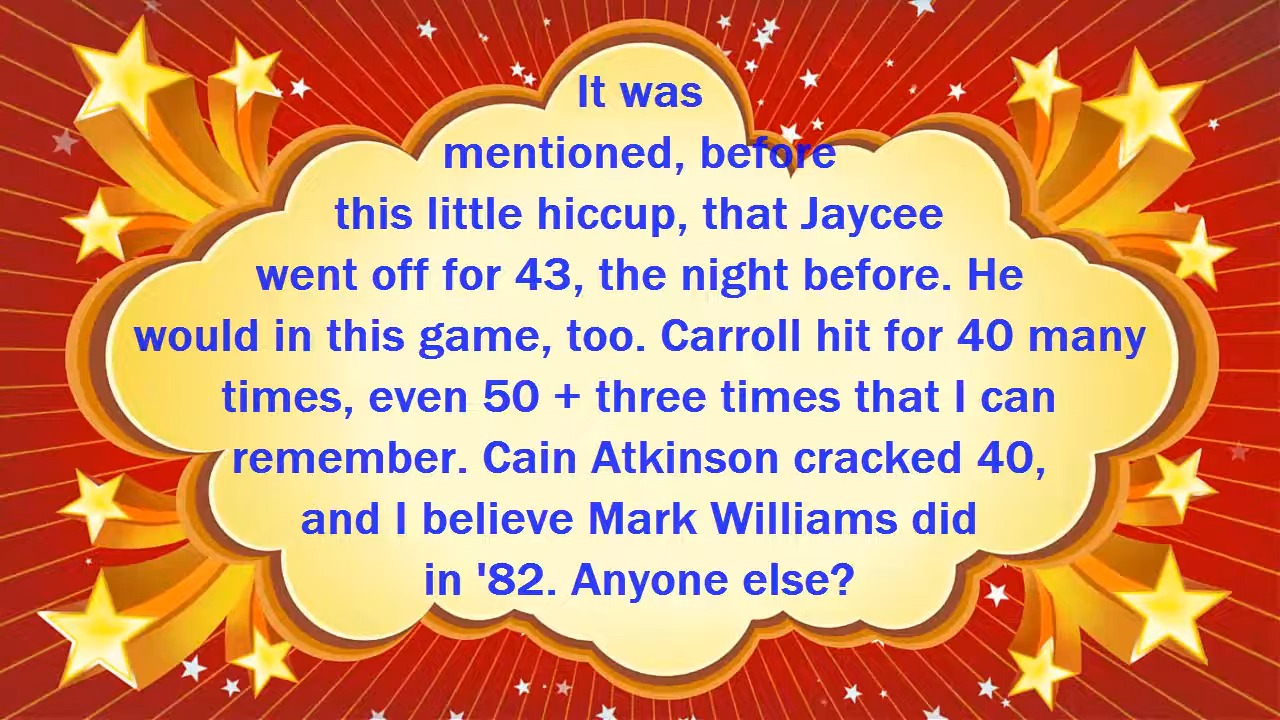 It was
mentioned, before
this little hiccup, that Jaycee
went off for 43, the night before. He
would in this game, too. Carroll hit for 40 many
times, even 50 + three times that I can
remember. Cain Atkinson cracked 40,
and I believe Mark Williams did
in '82. Anyone else?